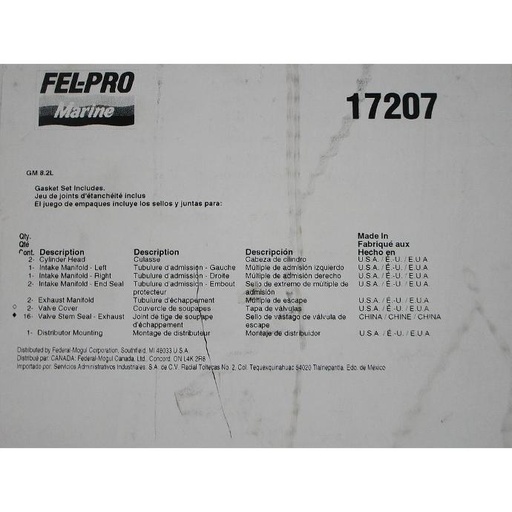 FEL-PRO
Marine
17207
GM 8.2L
Gasket Set Includes.
Jeu de joints d'étanchéité inclus
El juego de empaques incluye los sellos y juntas para:
Qty.
Qté
Cont. Description Description Descripción Made In Fabriqué aux Hecho en
2- Cylinder Head Culasse Cabeza de cilindro U.S.A. / É.-U. / E.U.A
1- Intake Manifold - Left Tubulure d'admission - Gauche Múltiple de admisión izquierdo U.S.A. / É.-U. / E.U.A
1- Intake Manifold - Right Tubulure d'admission - Droite Múltiple de admisión derecho U.S.A. / É.-U. / E.U.A
2- Intake Manifold - End Seal Tubulure d'admission - Embout Sello de extremo de múltiple de U.S.A. / É.-U. / E.U.A
protecteur admisión
2- Exhaust Manifold Tubulure d'échappement Múltiple de escape U.S.A. / É.-U. / E.U.A
◊ 2- Valve Cover Couvercle de soupapes Tapa de válvulas U.S.A. / É.-U. / E.U.A
♦ 16- Valve Stem Seal - Exhaust Joint de tige de soupape Sello de vástago de válvula de CHINA / CHINE / CHINA
d'échappement escape
1- Distributor Mounting Montage de distributeur Montaje de distribuidor U.S.A. / É.-U. / E.U.A
Distributed by Federal-Mogul Corporation, Southfield, MI 48033 U.S.A.
Distribué par: CANADA: Federal-Mogul Canada, Ltd., Concord, ON L4K 2R8
Importado por: Servicios Administrativos Industriales, S.A. de C.V. Radial Toltecas No. 2, Col. Tequexquinahuac 54020 Tlalnepantla, Edo. de México